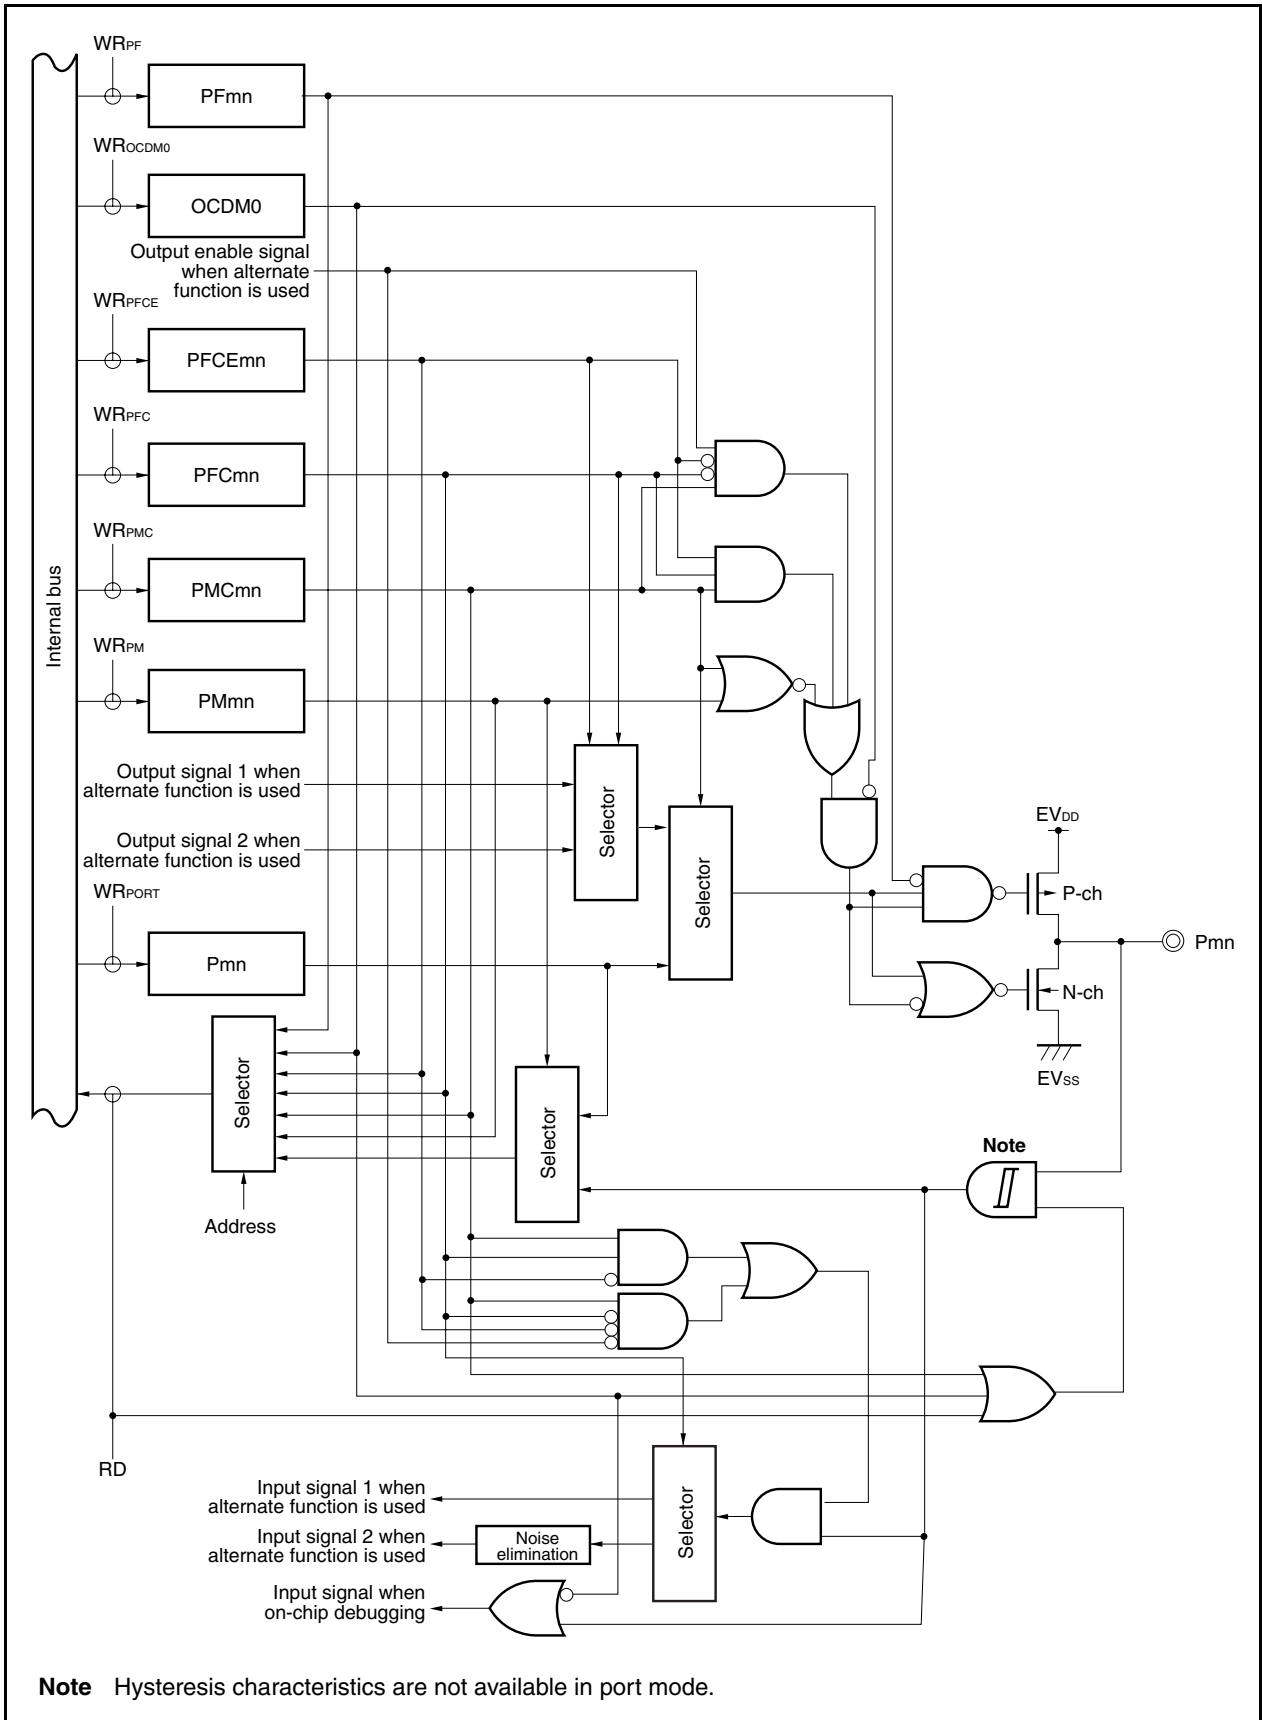 WRPF
PFmn
WROCDM0
OCDM0
Output enable signal
when alternate
function is used
WRPFCE
PFCEmn
WRPFC
PFCmn
WRPMC
PMCmn
Internal bus
WRPM
PMmn
Output signal 1 when
alternate function is used
Output signal 2 when
alternate function is used
Selector
Selector
EVDD
P-ch
WRPORT
Pmn
Pmn
N-ch
EVSS
Selector
Selector
Address
Note
RD
Input signal 1 when
alternate function is used
Input signal 2 when
alternate function is used
Noise
elimination
Selector
Input signal when
on-chip debugging
Note Hysteresis characteristics are not available in port mode.